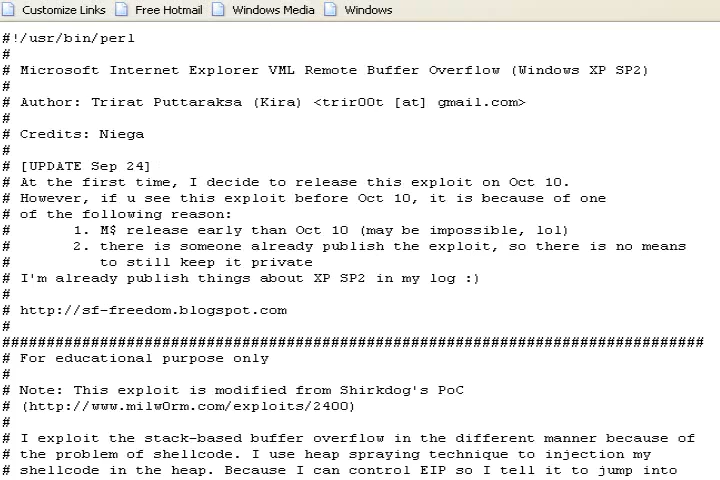 Customize Links Free Hotmail Windows Media Windows
#!/usr/bin/perl
#
# Microsoft Internet Explorer VML Remote Buffer Overflow (Windows XP SP2)
#
# Author: Trirat Puttaraksa (Kira) <trir00t [at] gmail.com>
#
# Credits: Niega
#
# [UPDATE Sep 24]
# At the first time, I decide to release this exploit on Oct 10.
# However, if u see this exploit before Oct 10, it is because of one
# of the following reason:
# 1. M$ release early than Oct 10 (may be impossible, lol)
# 2. there is someone already publish the exploit, so there is no means
# to still keep it private
# I'm already publish things about XP SP2 in my log :)
#
# http://sf-freedom.blogspot.com
#
################################################################################
# For educational purpose only
#
# Note: This exploit is modified from Shirkdog's PoC
# (http://www.milw0rm.com/exploits/2400)
#
# I exploit the stack-based buffer overflow in the different manner because of
# the problem of shellcode. I use heap spraying technique to injection my
# shellcode in the heap. Because I can control EIP so I tell it to jump into